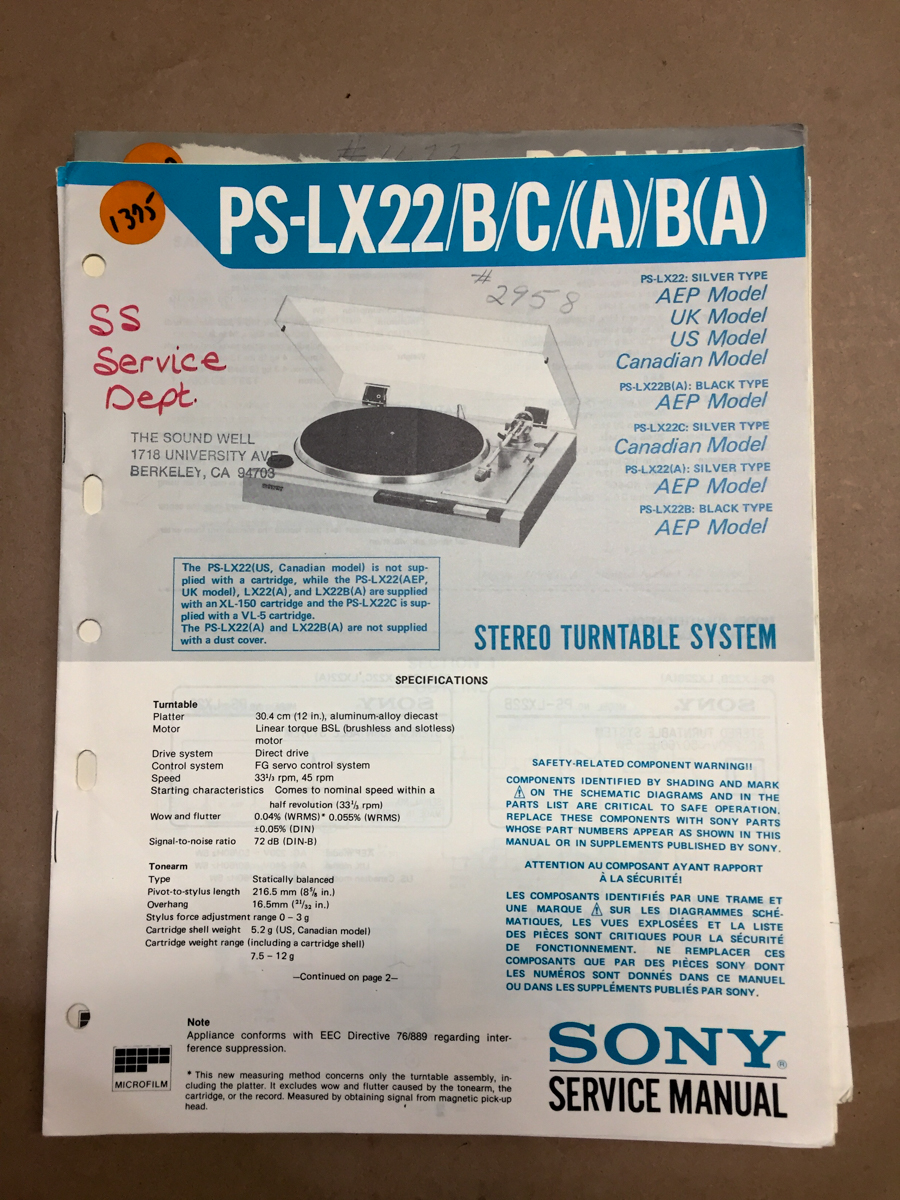 1395
PS-LX22/B/C/(A)/B(A)
# 2958
PS-LX22: SILVER TYPE
AEP Model
UK Model
US Model
Canadian Model
PS-LX22B(A): BLACK TYPE
AEP Model
PS-LX22C: SILVER TYPE
Canadian Model
PS-LX22(A): SILVER TYPE
AEP Model
PS-LX22B: BLACK TYPE
AEP Model
SS
Service
Dept.
THE SOUND WELL
1718 UNIVERSITY AVE
BERKELEY, CA 94703
The PS-LX22(US, Canadian model) is not sup-
plied with a cartridge, while the PS-LX22(AEP,
UK model), LX22(A), and LX22B(A) are supplied
with an XL-150 cartridge and the PS-LX22C is sup-
plied with a VL-5 cartridge.
The PS-LX22(A) and LX22B(A) are not supplied
with a dust cover.
STEREO TURNTABLE SYSTEM
SPECIFICATIONS
Turntable
Platter 30.4 cm (12 in.), aluminum-alloy diecast
Motor Linear torque BSL (brushless and slotless)
motor
Drive system Direct drive
Control system FG servo control system
Speed 33 1/3 rpm, 45 rpm
Starting characteristics Comes to nominal speed within a
half revolution (33 1/3 rpm)
Wow and flutter 0.04% (WRMS)* 0.055% (WRMS)
±0.05% (DIN)
Signal-to-noise ratio 72 dB (DIN-B)
Tonearm
Type Statically balanced
Pivot-to-stylus length 216.5 mm (8 5/8 in.)
Overhang 16.5mm (21/32 in.)
Stylus force adjustment range 0 – 3 g
Cartridge shell weight 5.2 g (US, Canadian model)
Cartridge weight range (including a cartridge shell)
7.5 – 12 g
—Continued on page 2—
SAFETY-RELATED COMPONENT WARNING!!
COMPONENTS IDENTIFIED BY SHADING AND MARK
⚠ ON THE SCHEMATIC DIAGRAMS AND IN THE
PARTS LIST ARE CRITICAL TO SAFE OPERATION.
REPLACE THESE COMPONENTS WITH SONY PARTS
WHOSE PART NUMBERS APPEAR AS SHOWN IN THIS
MANUAL OR IN SUPPLEMENTS PUBLISHED BY SONY.
ATTENTION AU COMPOSANT AYANT RAPPORT
À LA SÉCURITÉ!
LES COMPOSANTS IDENTIFIÉS PAR UNE TRAME ET
UNE MARQUE ⚠ SUR LES DIAGRAMMES SCHÉ-
MATIQUES, LES VUES EXPLOSÉES ET LA LISTE
DES PIÈCES SONT CRITIQUES POUR LA SÉCURITÉ
DE FONCTIONNEMENT. NE REMPLACER CES
COMPOSANTS QUE PAR DES PIÈCES SONY DONT
LES NUMÉROS SONT DONNÉS DANS CE MANUEL
OU DANS LES SUPPLÉMENTS PUBLIÉS PAR SONY.
Note
Appliance conforms with EEC Directive 76/889 regarding inter-
ference suppression.
* This new measuring method concerns only the turntable assembly, in-
cluding the platter. It excludes wow and flutter caused by the tonearm, the
cartridge, or the record. Measured by obtaining signal from magnetic pick-up
head.
MICROFILM
SONY®
SERVICE MANUAL